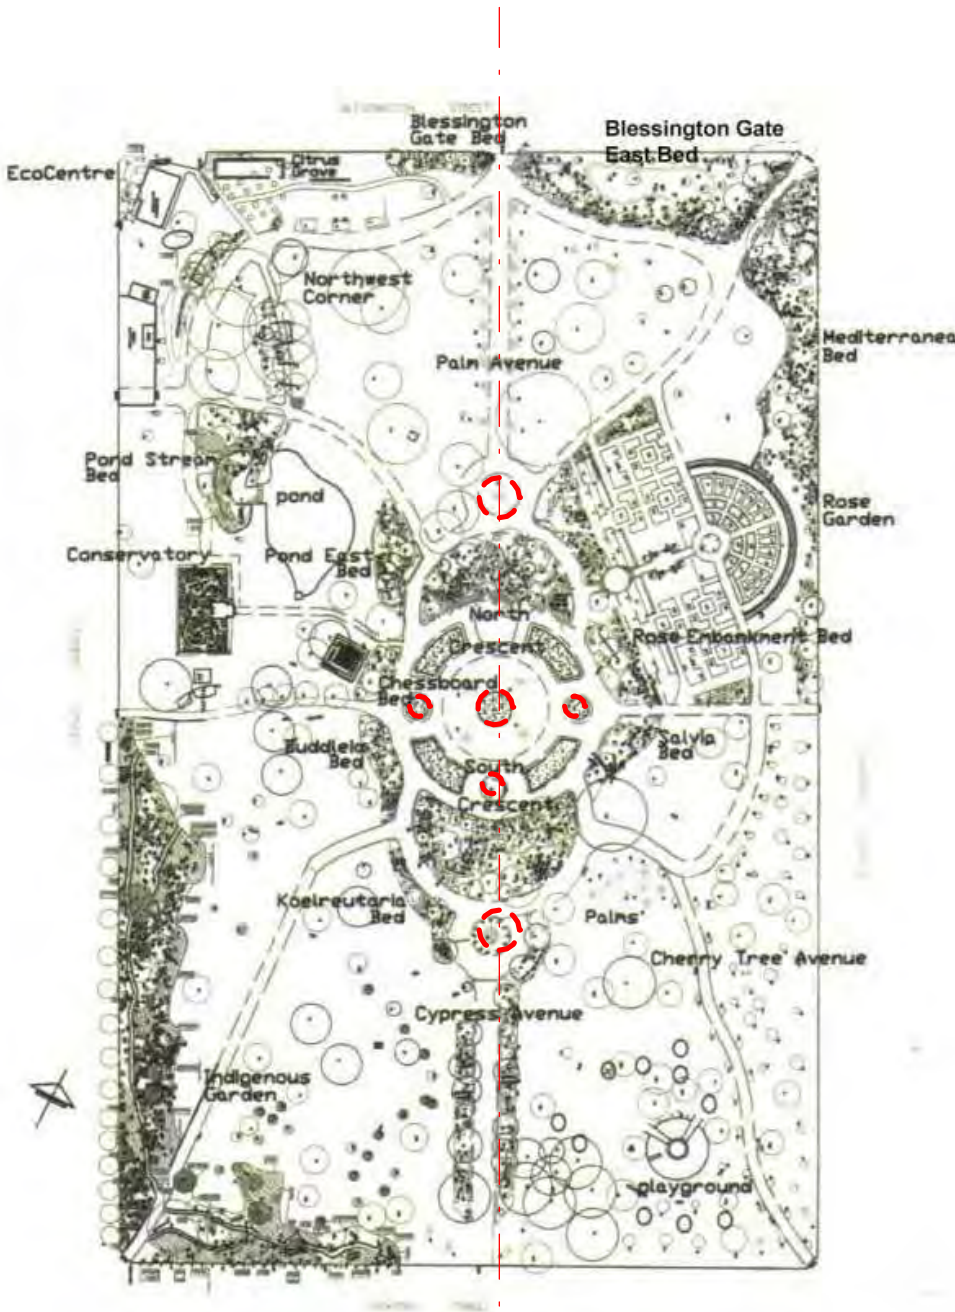 Blessington
Gate Bed
Blessington Gate
East Bed
EcoCentre
Citrus
Grove
Northwest
Corner
Palm Avenue
Mediterranea
Bed
Pond Stream
Bed
pond
Rose
Garden
Conservatory
Pond East
Bed
North
Crescent
Rose Enbankment Bed
Chessboard
Bed
Buddleia
Bed
Salvia
Bed
South
Crescent
Koelreutaria
Bed
Palms
Cherry Tree Avenue
Cypress Avenue
Indigenous
Garden
playground